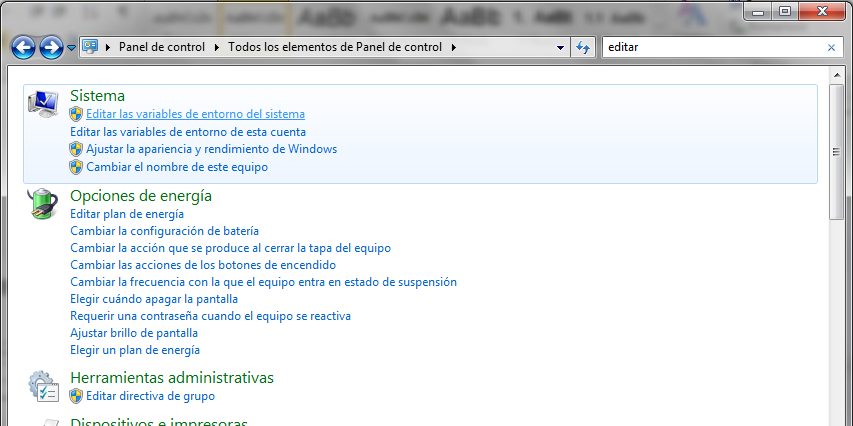 AaBb
1.
1.1
Panel de control
Todos los elementos de Panel de control
editar
Sistema
Editar las variables de entorno del sistema
Editar las variables de entorno de esta cuenta
Ajustar la apariencia y rendimiento de Windows
Cambiar el nombre de este equipo
Opciones de energía
Editar plan de energía
Cambiar la configuración de batería
Cambiar la acción que se produce al cerrar la tapa del equipo
Cambiar las acciones de los botones de encendido
Cambiar la frecuencia con la que el equipo entra en estado de suspensión
Elegir cuándo apagar la pantalla
Requerir una contraseña cuando el equipo se reactiva
Ajustar brillo de pantalla
Elegir un plan de energía
Herramientas administrativas
Editar directiva de grupo
Dispositivos e impresoras